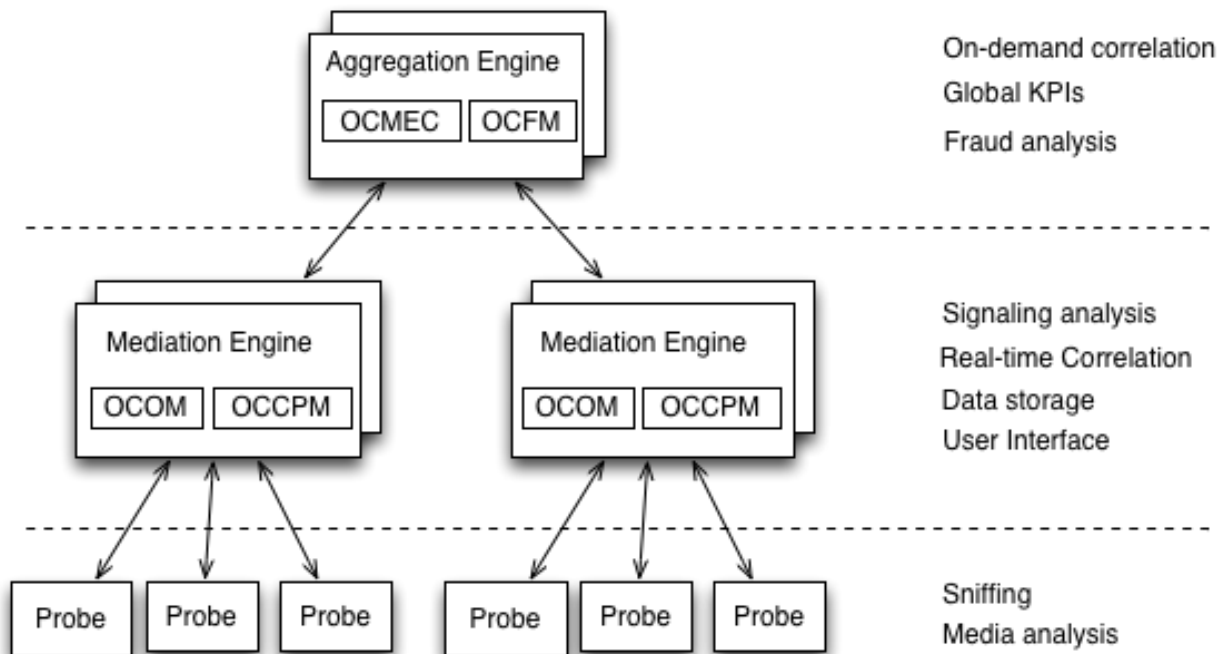 Aggregation Engine
OCMEC OCFM
On-demand correlation
Global KPIs
Fraud analysis
Mediation Engine
OCOM OCCPM
Mediation Engine
OCOM OCCPM
Signaling analysis
Real-time Correlation
Data storage
User Interface
Probe Probe Probe Probe Probe Probe
Sniffing
Media analysis